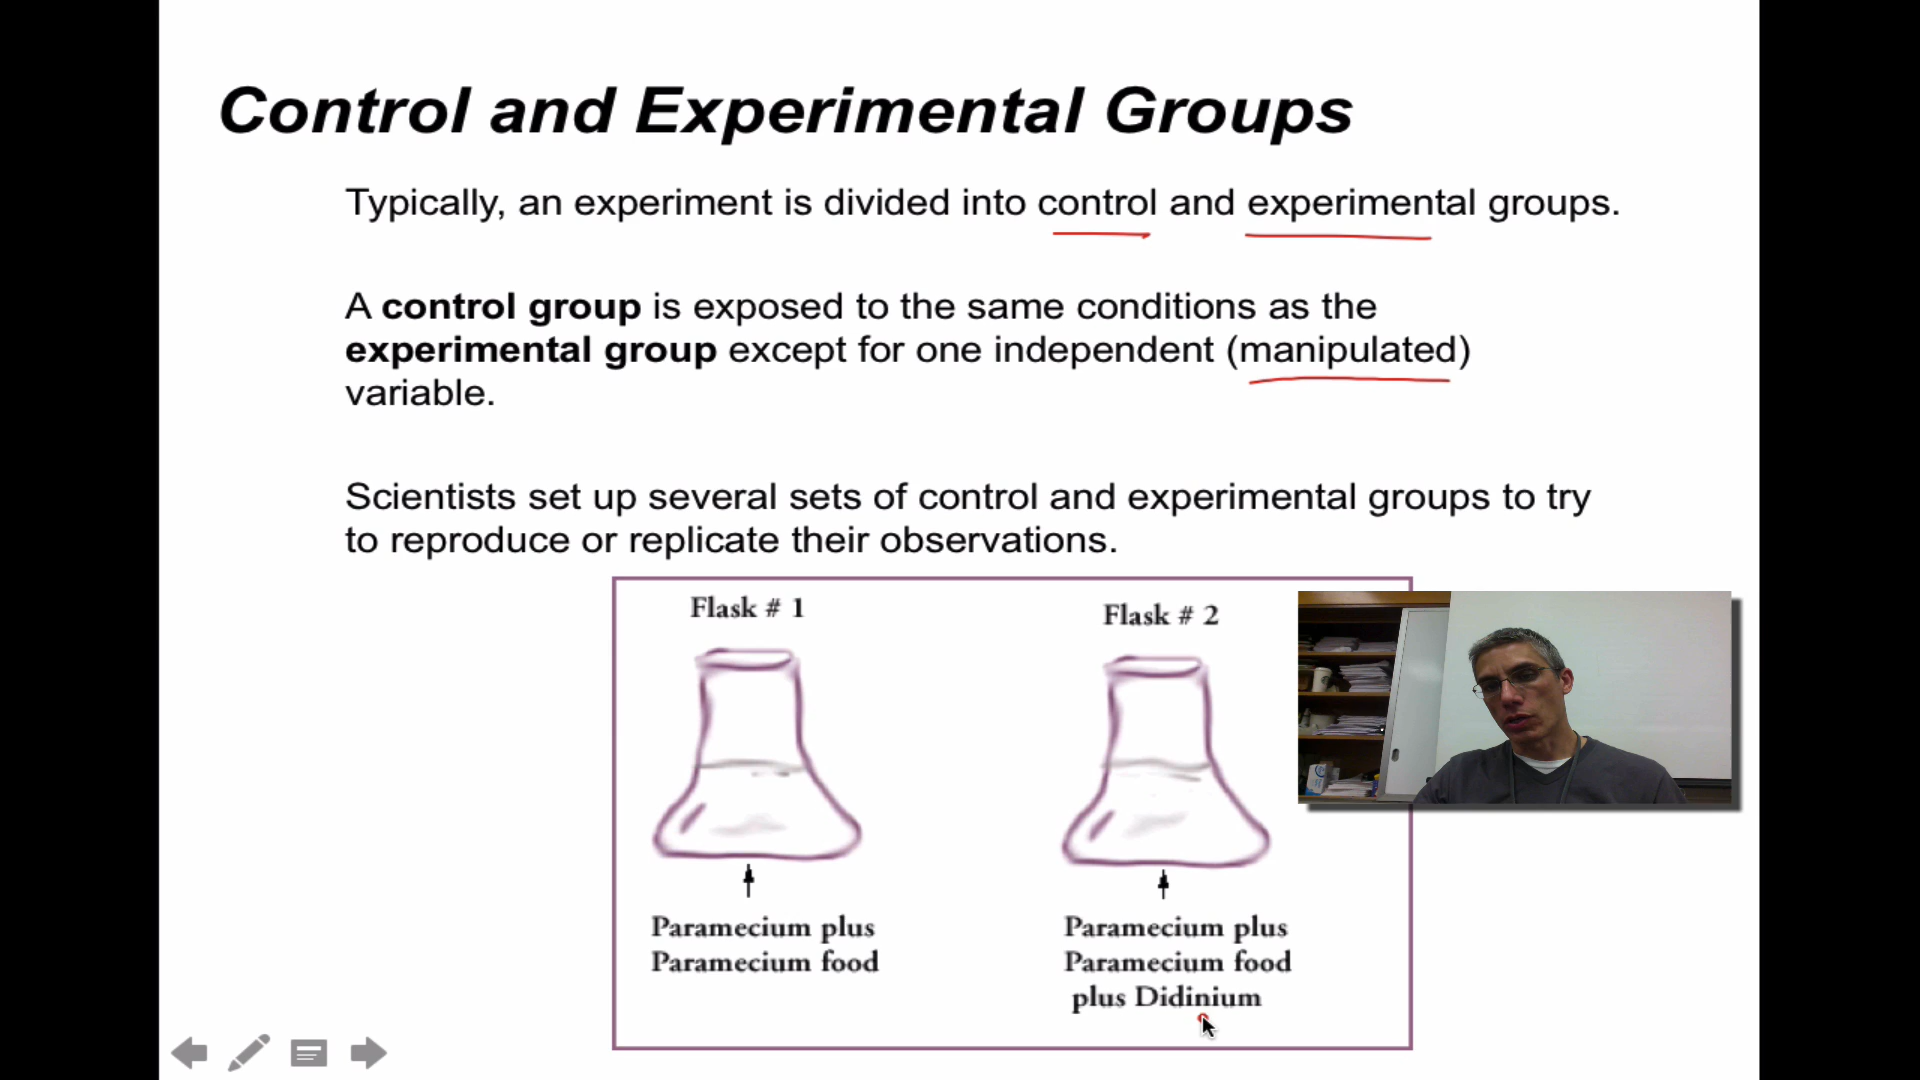 Control and Experimental Groups
Typically, an experiment is divided into control and experimental groups.
A control group is exposed to the same conditions as the
experimental group except for one independent (manipulated)
variable.
Scientists set up several sets of control and experimental groups to try
to reproduce or replicate their observations.
Flask # 1
Flask # 2
Paramecium plus
Paramecium food
Paramecium plus
Paramecium food
plus Didinium